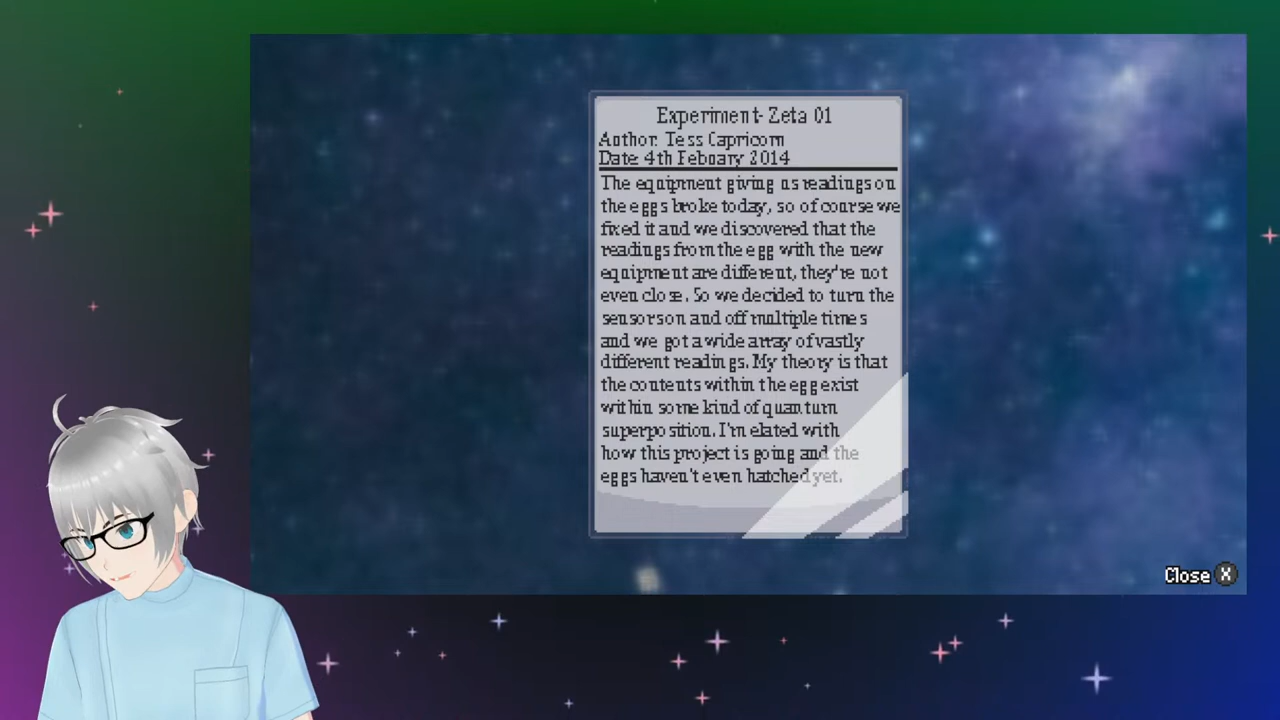 Experiment- Zeta 01
Author: Tess Capricorn
Date: 4th Febuary 2014
The equipment giving us readings on
the eggs broke today, so of course we
fixed it and we discovered that the
readings from the egg with the new
equipment are different, they're not
even close. So we decided to turn the
sensors on and off multiple times
and we got a wide array of vastly
different readings. My theory is that
the contents within the egg exist
within some kind of quantum
superposition. I'm elated with
how this project is going and the
eggs haven't even hatched yet.
Close X